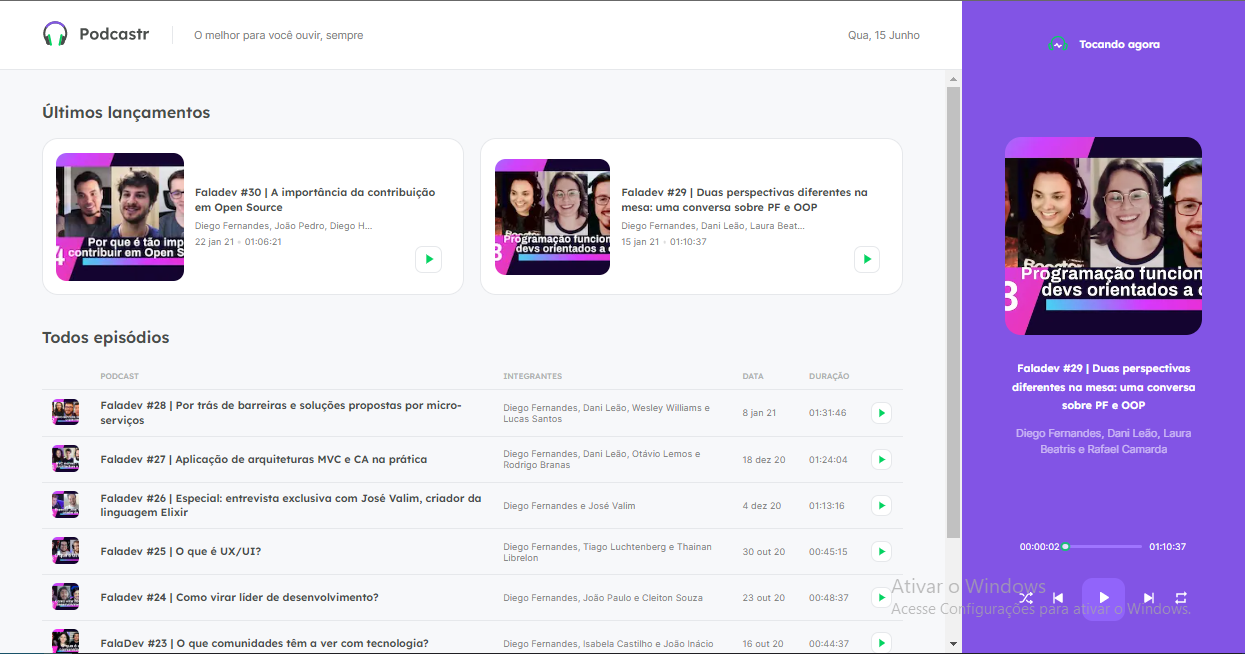 Podcastr
O melhor para você ouvir, sempre
Qua, 15 Junho
Tocando agora
Últimos lançamentos
Por que é tão imp
4 contribuir em Open S
Faladev #30 | A importância da contribuição
em Open Source
Diego Fernandes, João Pedro, Diego H...
22 jan 21 • 01:06:21
Programação funcion
3 devs orientados a o
Faladev #29 | Duas perspectivas diferentes na
mesa: uma conversa sobre PF e OOP
Diego Fernandes, Dani Leão, Laura Beat...
15 jan 21 • 01:10:37
Todos episódios
PODCAST INTEGRANTES DATA DURAÇÃO
Faladev #28 | Por trás de barreiras e soluções propostas por micro-
serviços
Diego Fernandes, Dani Leão, Wesley Williams e
Lucas Santos
8 jan 21
01:31:46
Faladev #27 | Aplicação de arquiteturas MVC e CA na prática
Diego Fernandes, Dani Leão, Otávio Lemos e
Rodrigo Branas
18 dez 20
01:24:04
Faladev #26 | Especial: entrevista exclusiva com José Valim, criador da
linguagem Elixir
Diego Fernandes e José Valim
4 dez 20
01:13:16
Faladev #25 | O que é UX/UI?
Diego Fernandes, Tiago Luchtenberg e Thainan
Librelon
30 out 20
00:45:15
Faladev #24 | Como virar líder de desenvolvimento?
Diego Fernandes, João Paulo e Cleiton Souza
23 out 20
00:48:37
FalaDev #23 | O que comunidades têm a ver com tecnologia?
Diego Fernandes, Isabela Castilho e João Inácio
16 out 20
00:44:37
Programação funcion
3 devs orientados a o
Faladev #29 | Duas perspectivas
diferentes na mesa: uma conversa
sobre PF e OOP
Diego Fernandes, Dani Leão, Laura
Beatris e Rafael Camarda
00:00:02
01:10:37
Ativar o Windows
Acesse Configurações para ativar o Windows.